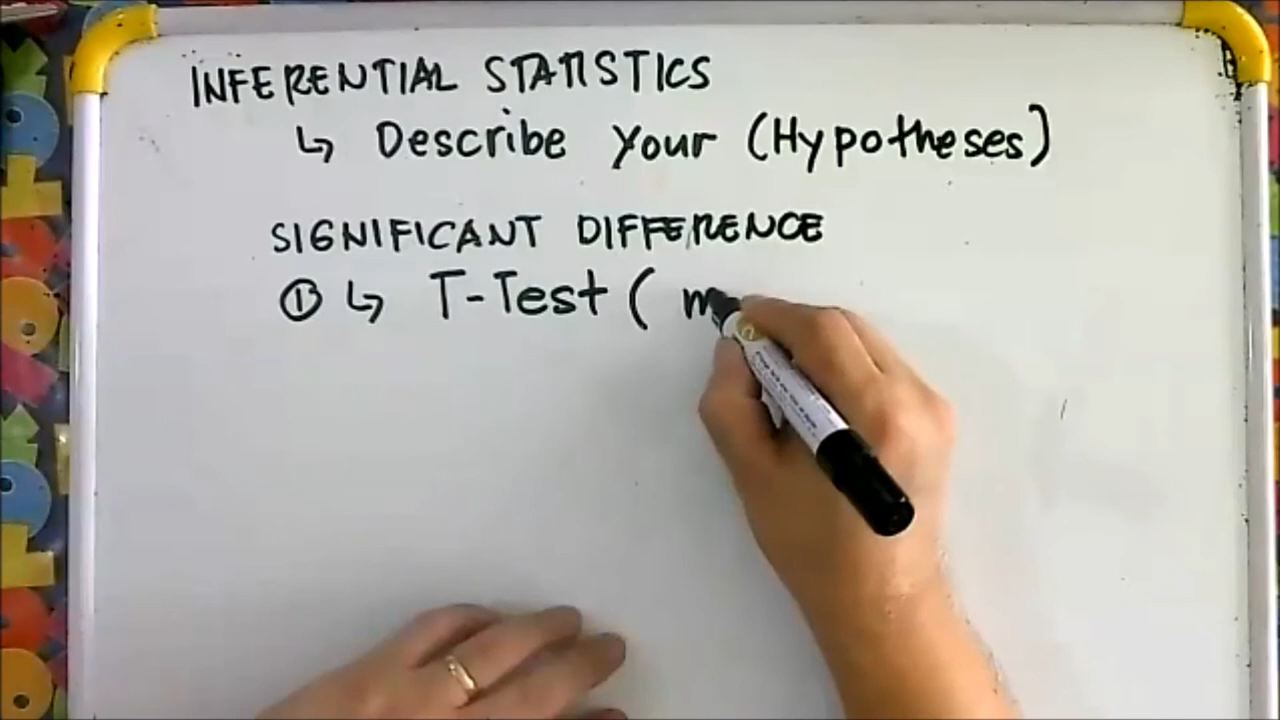 INFERENTIAL STATISTICS
↳ Describe Your (Hypotheses)
SIGNIFICANT DIFFERENCE
① ↳ T-Test ( m